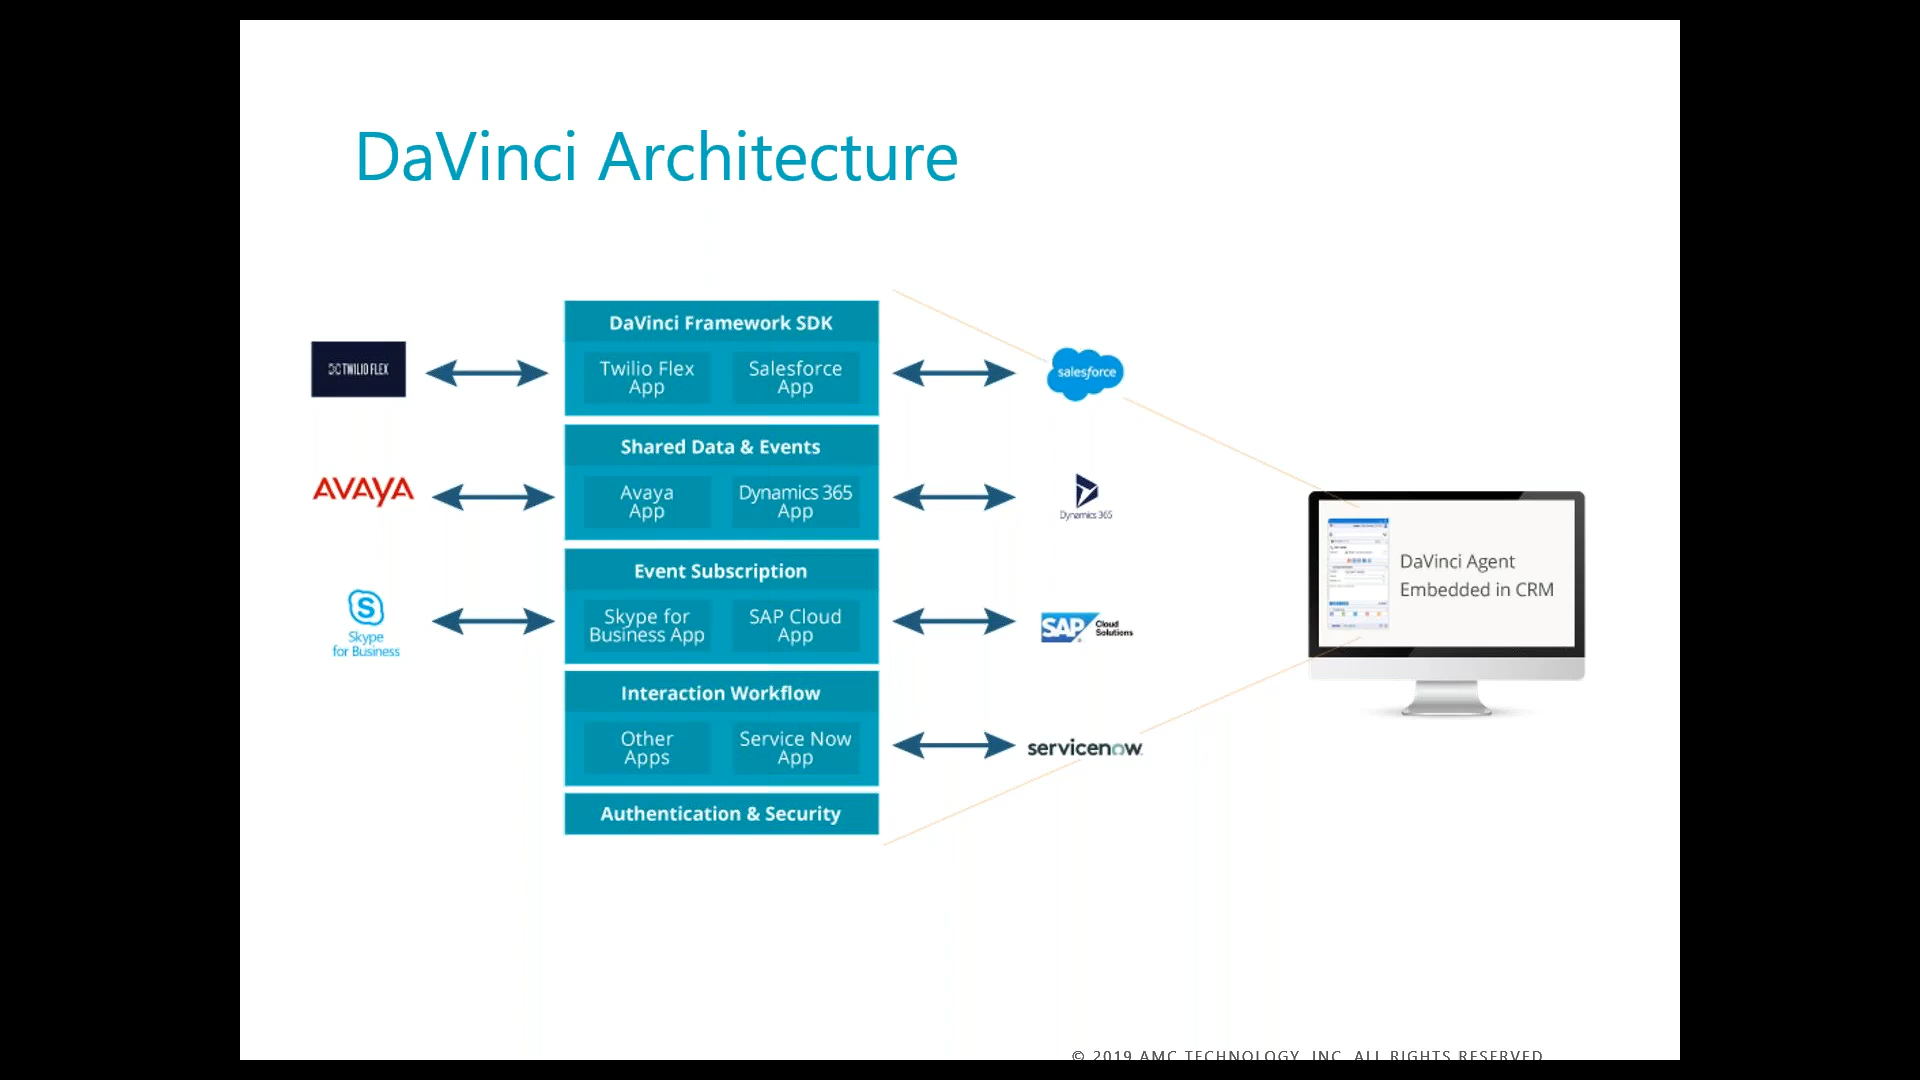 DaVinci Architecture
DaVinci Framework SDK
TWILIO FLEX
Twilio Flex
App
Salesforce
App
salesforce
Shared Data & Events
AVAYA
Avaya
App
Dynamics 365
App
Dynamics 365
Event Subscription
Skype
for Business
Skype for
Business App
SAP Cloud
App
SAP
Cloud
Solutions
DaVinci Agent
Embedded in CRM
Interaction Workflow
Other
Apps
Service Now
App
servicenow
Authentication & Security
© 2019 AMC TECHNOLOGY, INC. ALL RIGHTS RESERVED